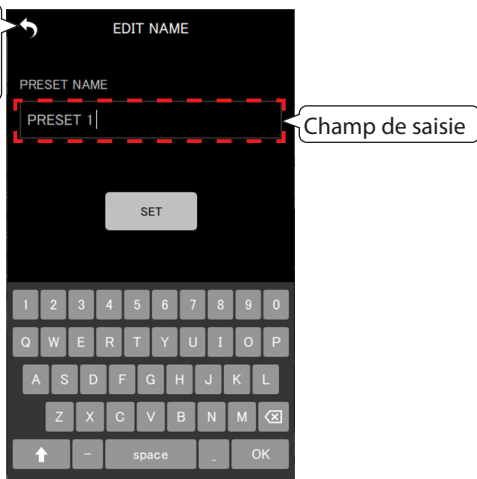 EDIT NAME
PRESET NAME
PRESET 1
Champ de saisie
SET
1 2 3 4 5 6 7 8 9 0
Q W E R T Y U I O P
A S D F G H J K L
Z X C V B N M
- space _ OK